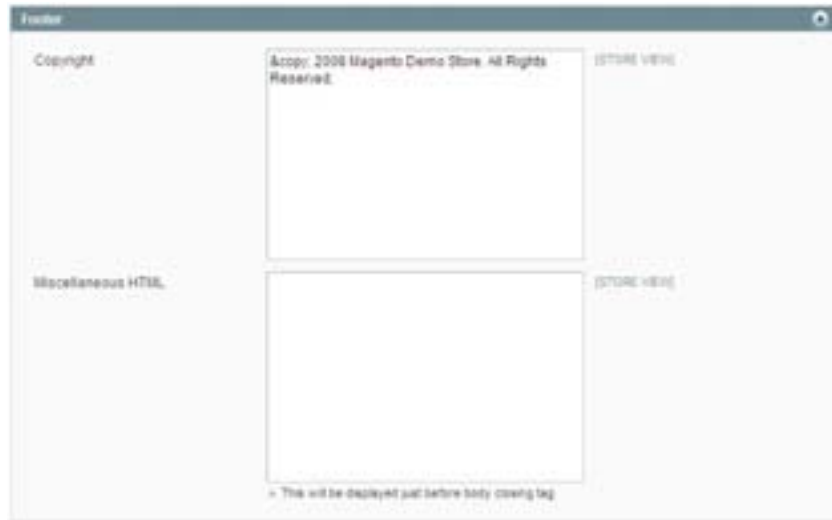 Footer
Copyright
&copy; 2008 Magento Demo Store. All Rights
Reserved.
[STORE VIEW]
Miscellaneous HTML
[STORE VIEW]
This will be displayed just before body closing tag